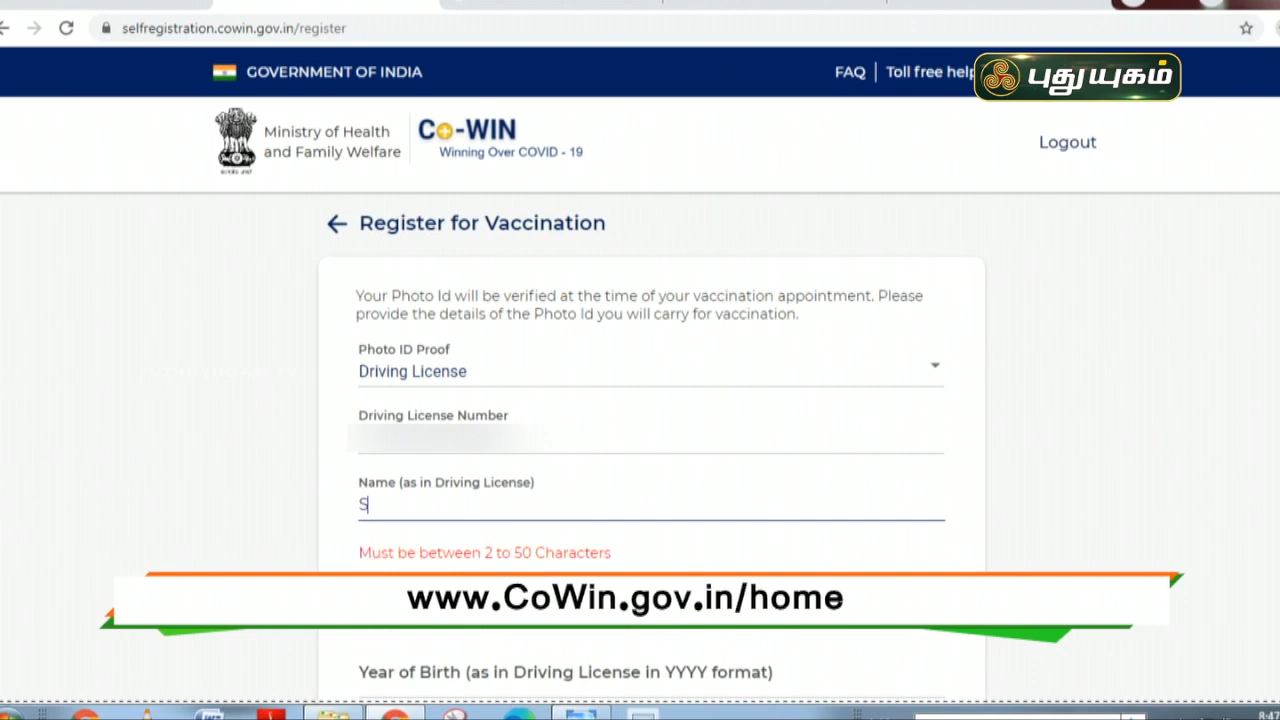 selfregistration.cowin.gov.in/register
GOVERNMENT OF INDIA
FAQ
Toll free help
புதுயுகம்
Ministry of Health
and Family Welfare
Co-WIN
Winning Over COVID - 19
Logout
Register for Vaccination
Your Photo Id will be verified at the time of your vaccination appointment. Please
provide the details of the Photo Id you will carry for vaccination.
Photo ID Proof
Driving License
Driving License Number
Name (as in Driving License)
S
Must be between 2 to 50 Characters
www.CoWin.gov.in/home
Year of Birth (as in Driving License in YYYY format)